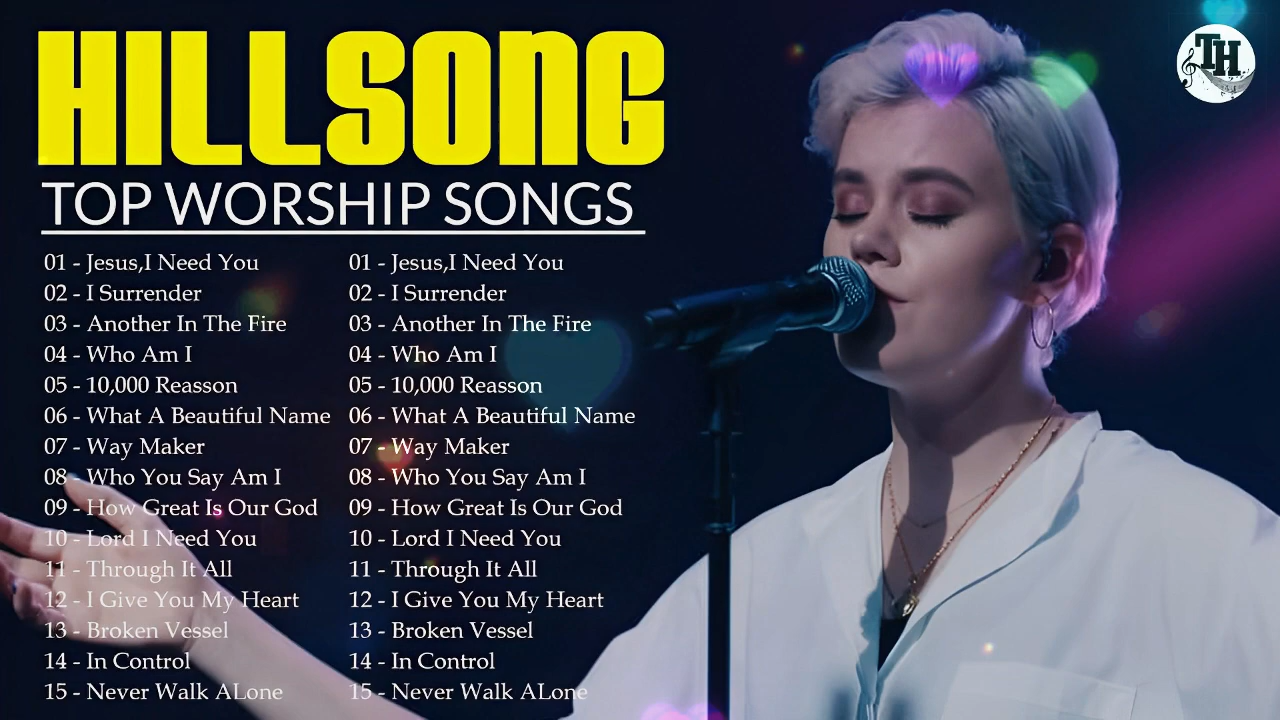 HILLSONG
TH
TOP WORSHIP SONGS
01 - Jesus,I Need You
02 - I Surrender
03 - Another In The Fire
04 - Who Am I
05 - 10,000 Reasson
06 - What A Beautiful Name
07 - Way Maker
08 - Who You Say Am I
09 - How Great Is Our God
10 - Lord I Need You
11 - Through It All
12 - I Give You My Heart
13 - Broken Vessel
14 - In Control
15 - Never Walk ALone
01 - Jesus,I Need You
02 - I Surrender
03 - Another In The Fire
04 - Who Am I
05 - 10,000 Reasson
06 - What A Beautiful Name
07 - Way Maker
08 - Who You Say Am I
09 - How Great Is Our God
10 - Lord I Need You
11 - Through It All
12 - I Give You My Heart
13 - Broken Vessel
14 - In Control
15 - Never Walk ALone